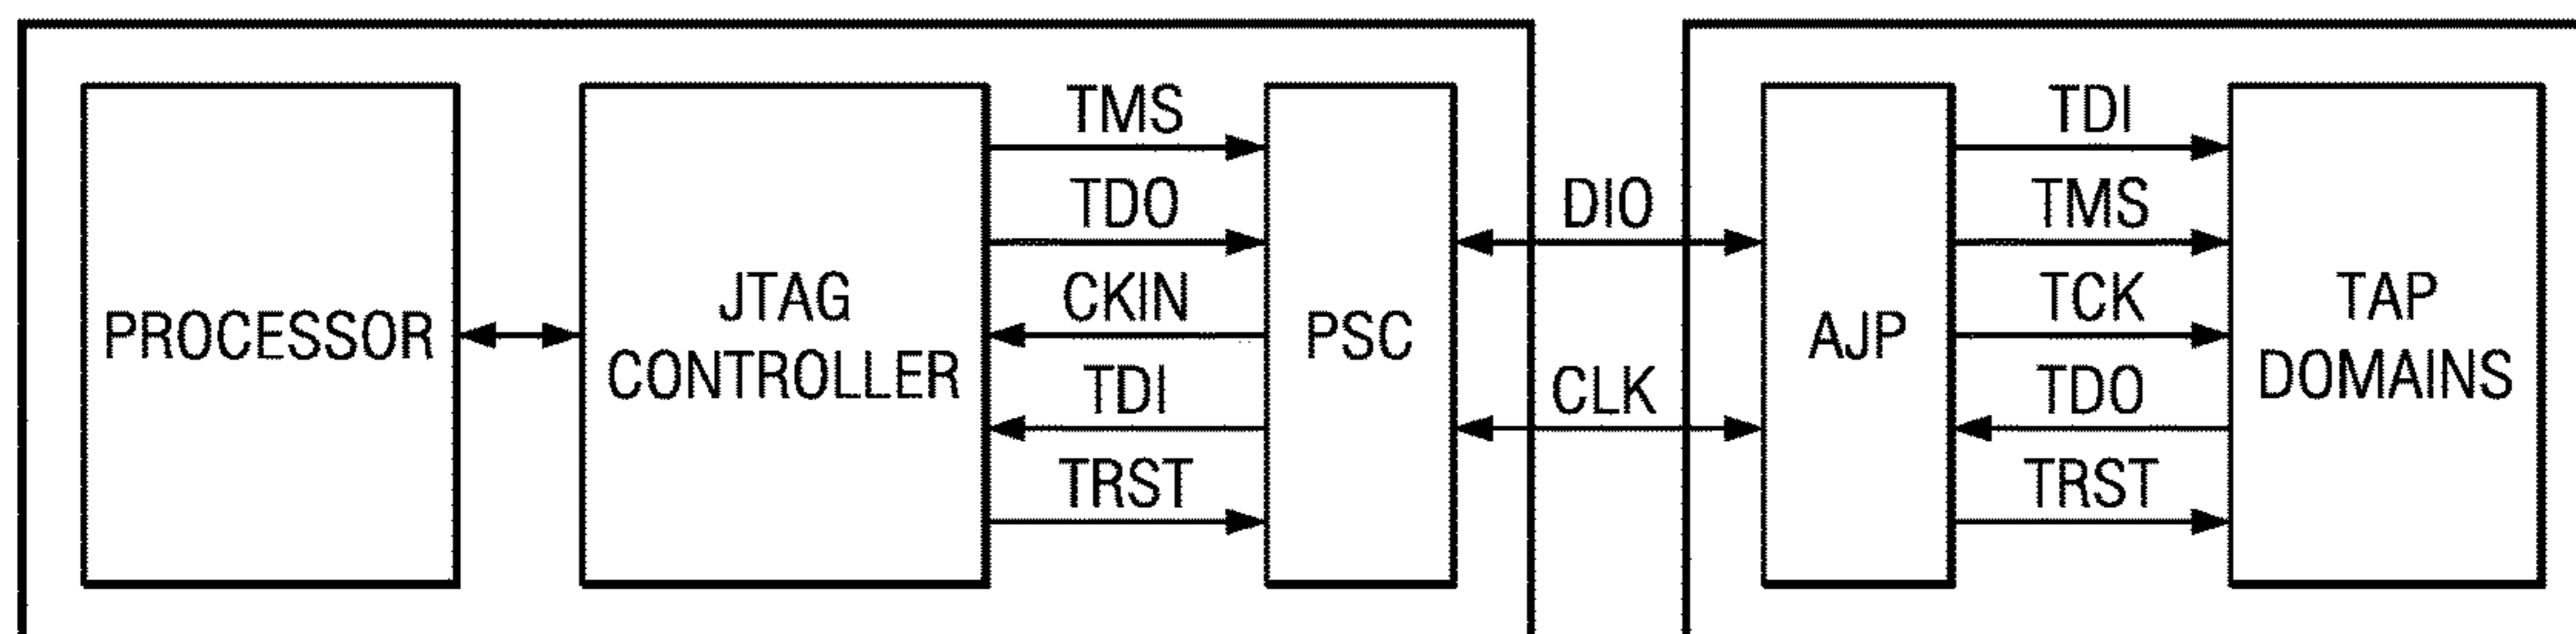 PROCESSOR
JTAG
CONTROLLER
TMS
TDO
CKIN
TDI
TRST
PSC
DIO
CLK
AJP
TDI
TMS
TCK
TDO
TRST
TAP
DOMAINS